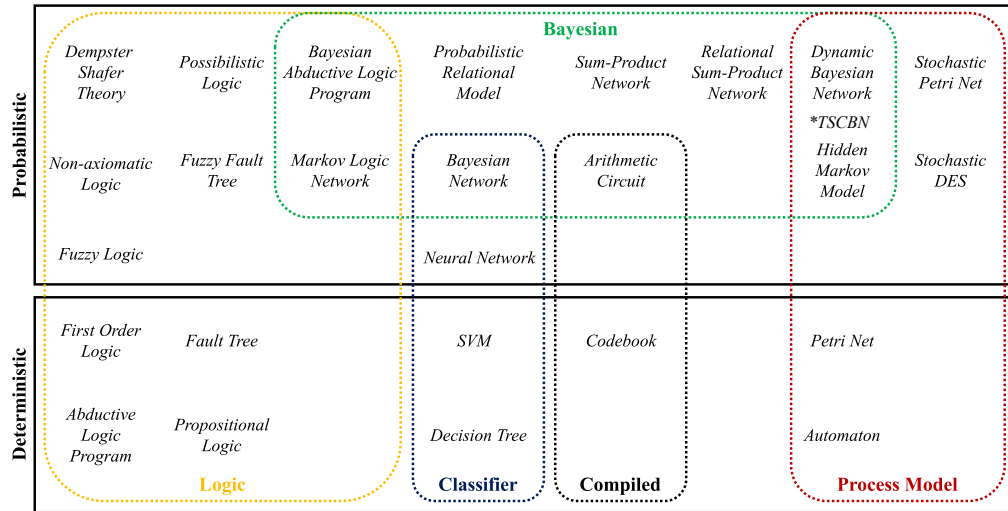 Bayesian
Probabilistic
Dempster
Shafer
Theory
Possibilistic
Logic
Bayesian
Abductive Logic
Program
Probabilistic
Relational
Model
Sum-Product
Network
Relational
Sum-Product
Network
Dynamic
Bayesian
Network
*TSCBN
Hidden
Markov
Model
Stochastic
Petri Net
Non-axiomatic
Logic
Fuzzy Fault
Tree
Markov Logic
Network
Bayesian
Network
Arithmetic
Circuit
Stochastic
DES
Fuzzy Logic
Neural Network
Deterministic
First Order
Logic
Fault Tree
SVM
Codebook
Petri Net
Abductive
Logic
Program
Propositional
Logic
Decision Tree
Automaton
Logic
Classifier
Compiled
Process Model